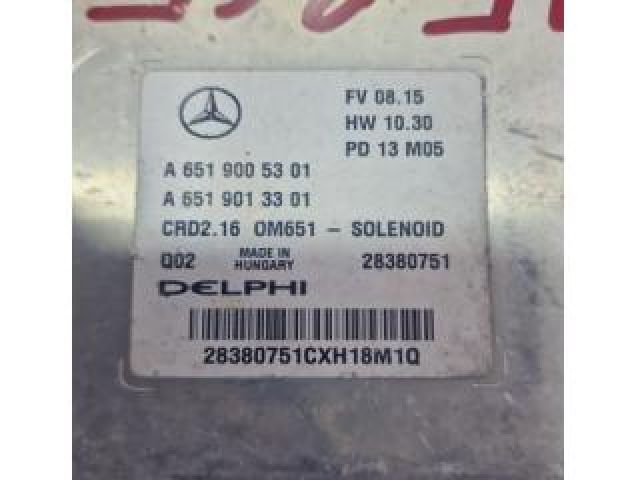 FV 08.15
HW 10.30
PD 13 M05
A 651 900 53 01
A 651 901 33 01
CRD2.16 OM651 - SOLENOID
Q02 MADE IN HUNGARY 28380751
DELPHI
28380751CXH18M1Q